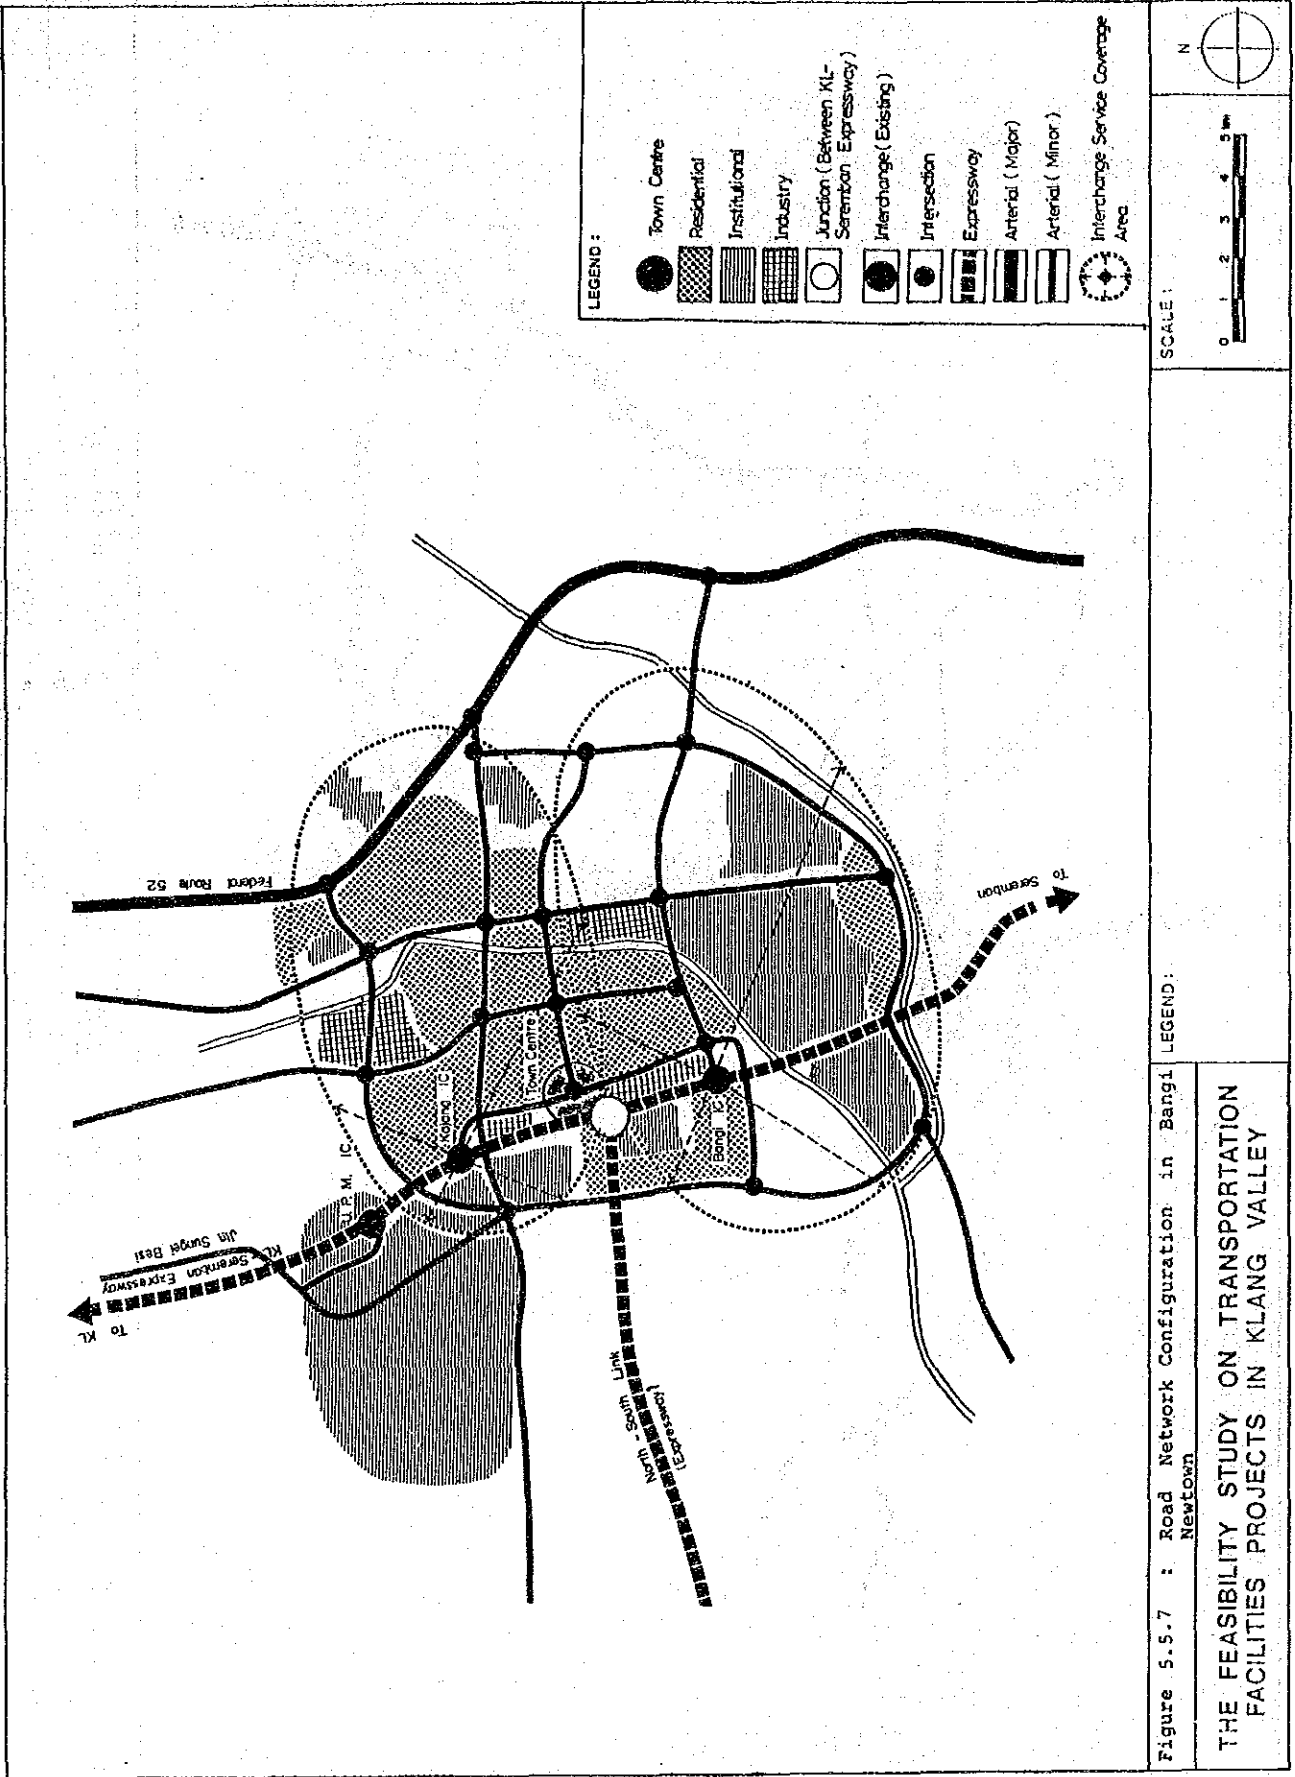 To KL
KL Seremban Expressway
Jln Sungei Besi
U. P. M. IC.
Federal Route 52
Kajang IC
Town Centre
Bangi IC
North - South Link
(Expressway)
To Seremban
LEGEND :
Town Centre
Residential
Institutional
Industry
Junction ( Between KL-
Seremban Expressway )
Interchange ( Existing )
Intersection
Expressway
Arterial ( Major )
Arterial ( Minor )
Interchange Service Coverage
Area
Figure 5.5.7 : Road Network Configuration in Bangi
Newtown
THE FEASIBILITY STUDY ON TRANSPORTATION
FACILITIES PROJECTS IN KLANG VALLEY
LEGEND :
SCALE :
0 1 2 3 4 5 km
N